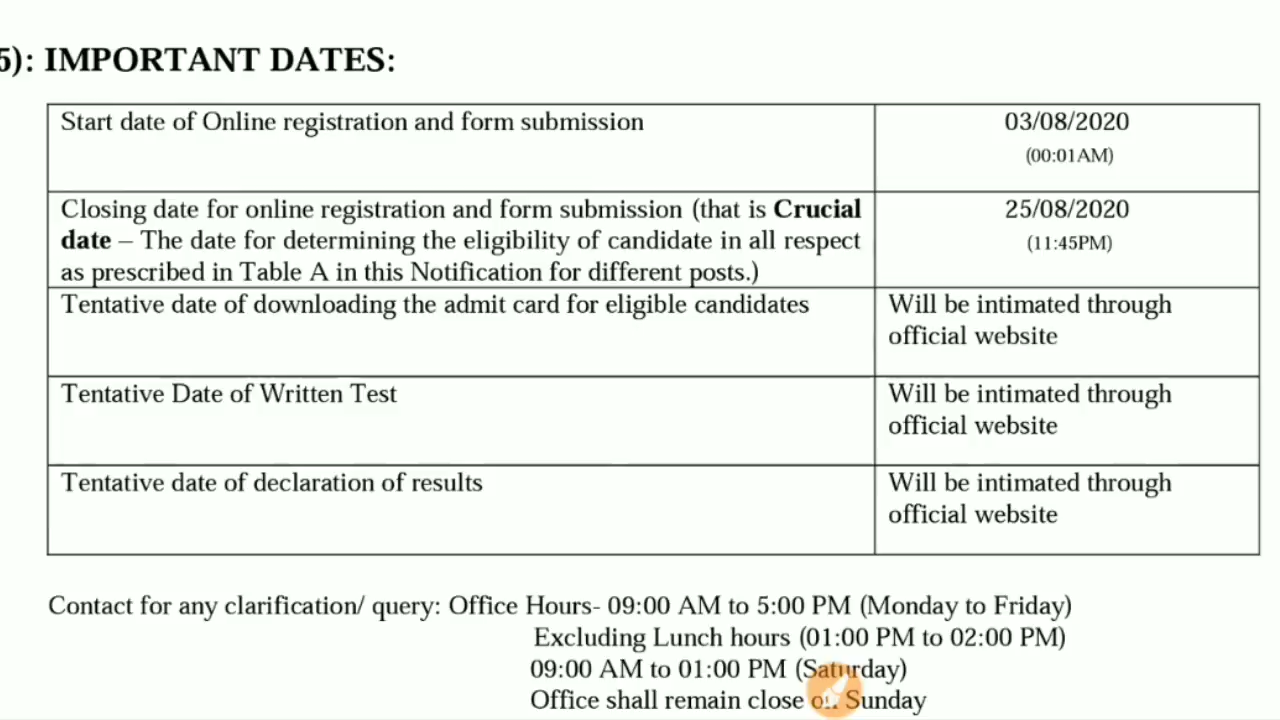 5): IMPORTANT DATES:
Start date of Online registration and form submission
03/08/2020
(00:01AM)
Closing date for online registration and form submission (that is Crucial
date – The date for determining the eligibility of candidate in all respect
as prescribed in Table A in this Notification for different posts.)
25/08/2020
(11:45PM)
Tentative date of downloading the admit card for eligible candidates
Will be intimated through
official website
Tentative Date of Written Test
Will be intimated through
official website
Tentative date of declaration of results
Will be intimated through
official website
Contact for any clarification/ query: Office Hours- 09:00 AM to 5:00 PM (Monday to Friday)
Excluding Lunch hours (01:00 PM to 02:00 PM)
09:00 AM to 01:00 PM (Saturday)
Office shall remain close on Sunday